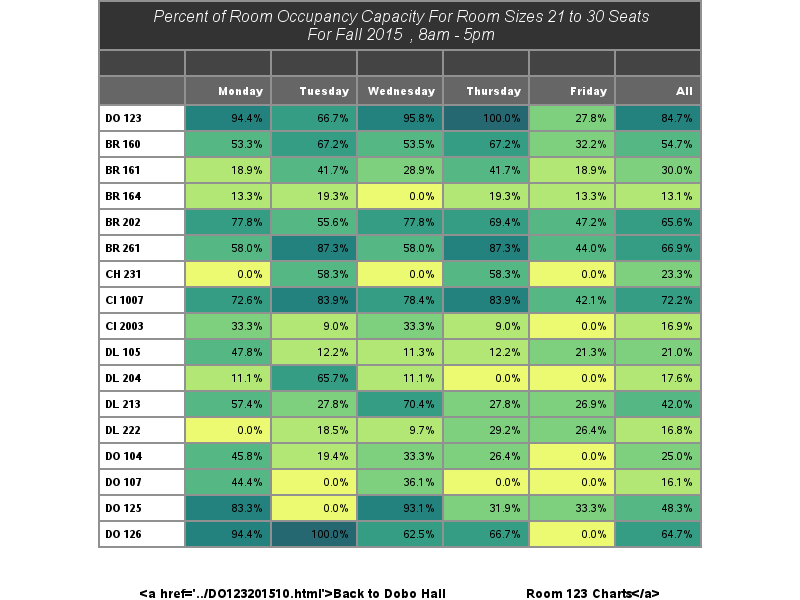 Percent of Room Occupancy Capacity For Room Sizes 21 to 30 Seats
For Fall 2015 , 8am - 5pm
Monday Tuesday Wednesday Thursday Friday All
DO 123 94.4% 66.7% 95.8% 100.0% 27.8% 84.7%
BR 160 53.3% 67.2% 53.5% 67.2% 32.2% 54.7%
BR 161 18.9% 41.7% 28.9% 41.7% 18.9% 30.0%
BR 164 13.3% 19.3% 0.0% 19.3% 13.3% 13.1%
BR 202 77.8% 55.6% 77.8% 69.4% 47.2% 65.6%
BR 261 58.0% 87.3% 58.0% 87.3% 44.0% 66.9%
CH 231 0.0% 58.3% 0.0% 58.3% 0.0% 23.3%
CI 1007 72.6% 83.9% 78.4% 83.9% 42.1% 72.2%
CI 2003 33.3% 9.0% 33.3% 9.0% 0.0% 16.9%
DL 105 47.8% 12.2% 11.3% 12.2% 21.3% 21.0%
DL 204 11.1% 65.7% 11.1% 0.0% 0.0% 17.6%
DL 213 57.4% 27.8% 70.4% 27.8% 26.9% 42.0%
DL 222 0.0% 18.5% 9.7% 29.2% 26.4% 16.8%
DO 104 45.8% 19.4% 33.3% 26.4% 0.0% 25.0%
DO 107 44.4% 0.0% 36.1% 0.0% 0.0% 16.1%
DO 125 83.3% 0.0% 93.1% 31.9% 33.3% 48.3%
DO 126 94.4% 100.0% 62.5% 66.7% 0.0% 64.7%
<a href='../DO123201510.html'>Back to Dobo Hall Room 123 Charts</a>